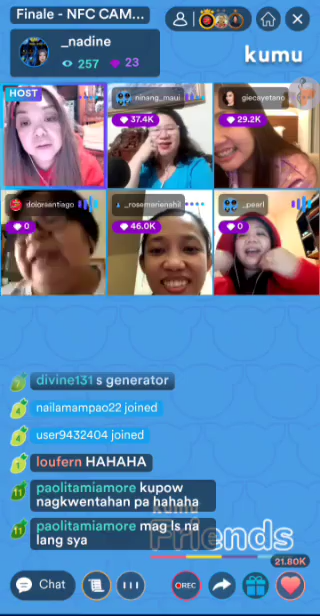 Finale - NFC CAM...
_nadine
257 23
kumu
HOST
ninang_maui
37.4K
giecayetano
29.2K
dolorsantiago
0
_rosemarienshii
46.0K
_pearl
0
divine131 s generator
nailamampao22 joined
user9432404 joined
loufern HAHAHA
paolitamiamore kupow
nagkwentahan pa hahaha
paolitamiamore mag ls na
lang sya
kumu
Friends
21.80K
Chat
REC